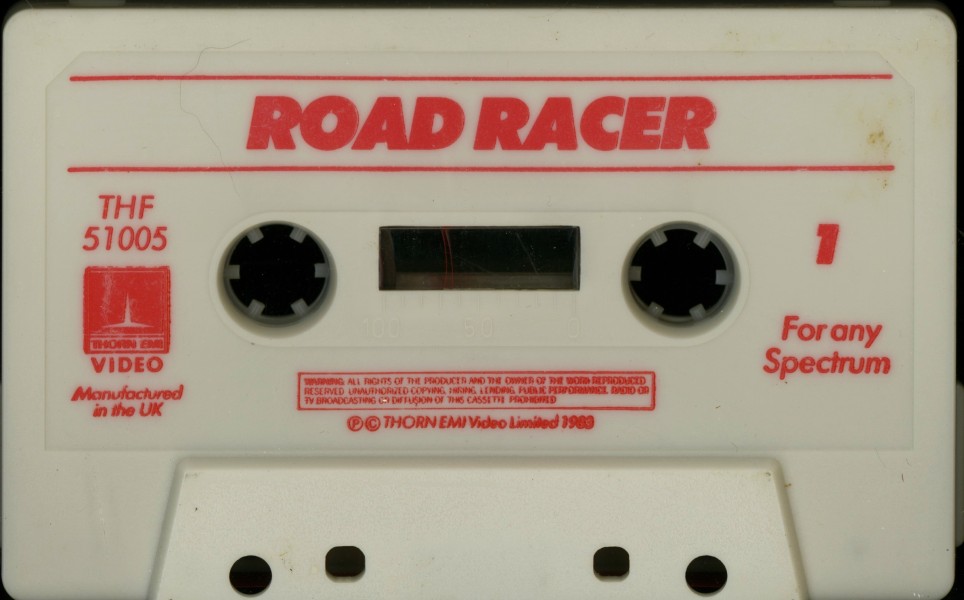 ROAD RACER
THF
51005
THORN EMI
VIDEO
Manufactured
in the UK
1
For any
Spectrum
100 50
WARNING. ALL RIGHTS OF THE PRODUCER AND THE OWNER OF THE WORK REPRODUCED
RESERVED. UNAUTHORIZED COPYING, HIRING, LENDING, PUBLIC PERFORMANCE, RADIO OR
TV BROADCASTING OR DIFFUSION OF THIS CASSETTE PROHIBITED
ⓅⒸ THORN EMI Video Limited 1983